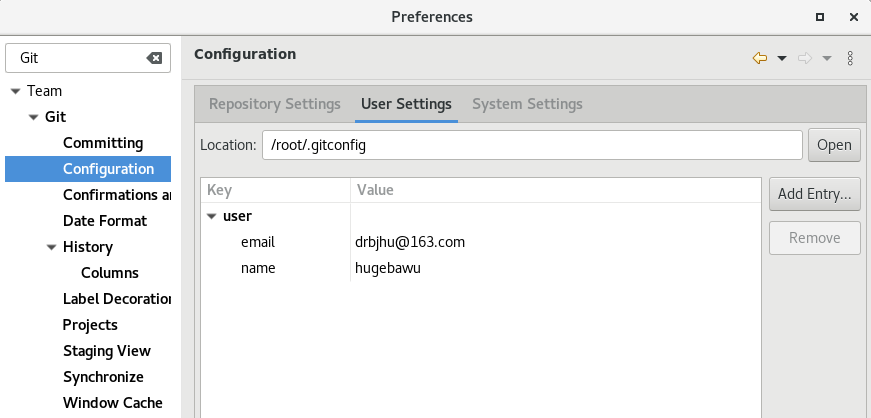 Preferences
Git
Team
Git
Committing
Configuration
Confirmations a
Date Format
History
Columns
Label Decoration
Projects
Staging View
Synchronize
Window Cache
Configuration
Repository Settings User Settings System Settings
Location: /root/.gitconfig Open
Key Value
user
email drbjhu@163.com
name hugebawu
Add Entry...
Remove